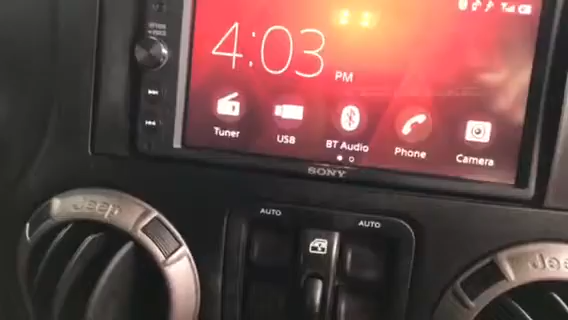 4:03 PM
Tuner USB BT Audio Phone Camera
SONY
Jeep
AUTO AUTO
Jeep